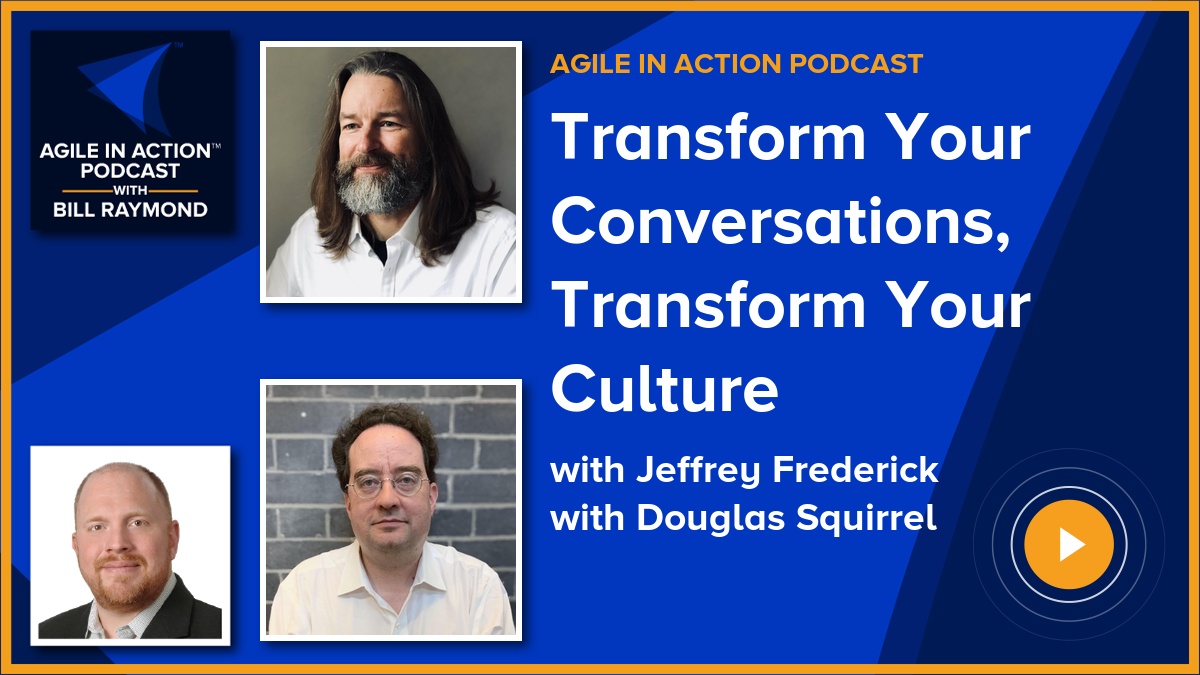 AGILE IN ACTION™
PODCAST
WITH
BILL RAYMOND
AGILE IN ACTION PODCAST
Transform Your
Conversations,
Transform Your
Culture
with Jeffrey Frederick
with Douglas Squirrel